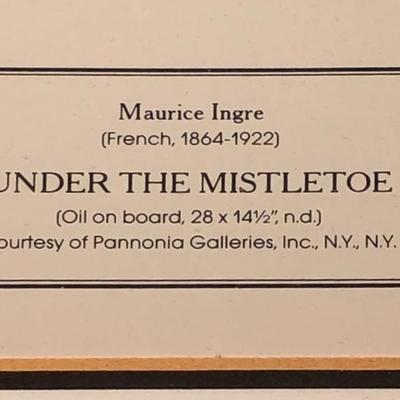 Maurice Ingre
(French, 1864-1922)
UNDER THE MISTLETOE
(Oil on board, 28 x 14½", n.d.)
ourtesy of Pannonia Galleries, Inc., N.Y., N.Y.